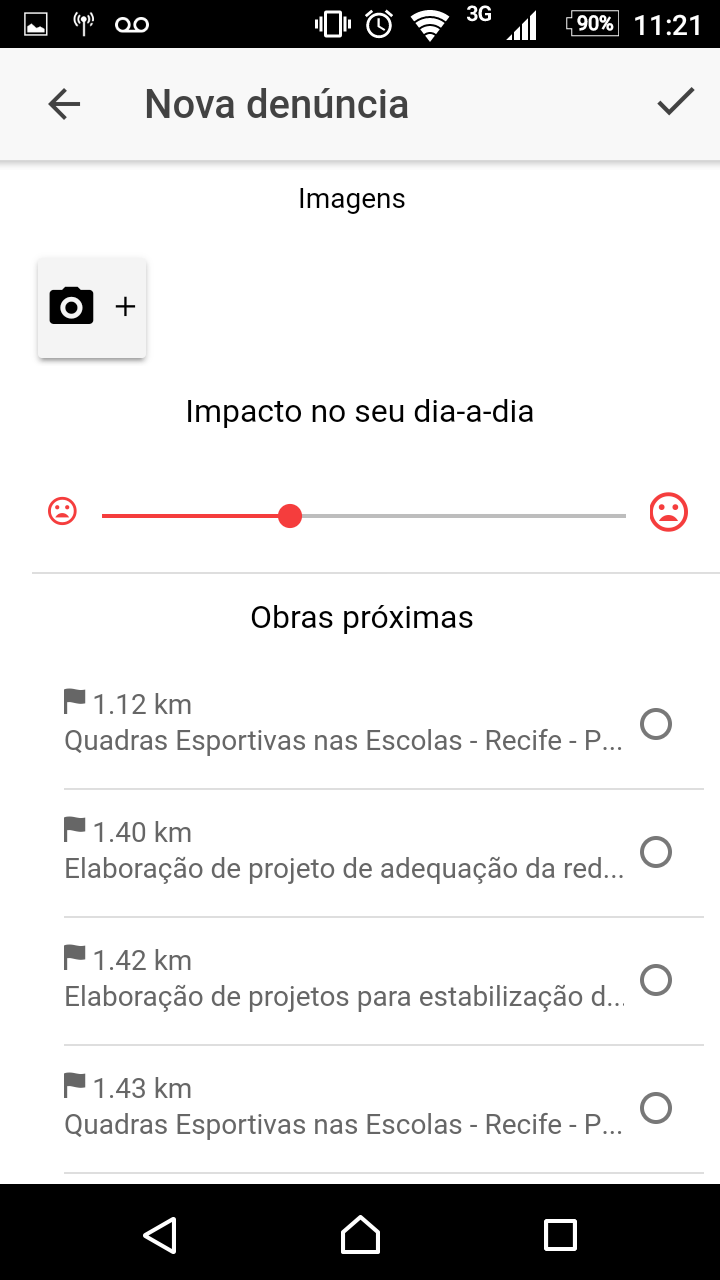 3G 90% 11:21
Nova denúncia
Imagens
+
Impacto no seu dia-a-dia
Obras próximas
1.12 km
Quadras Esportivas nas Escolas - Recife - P...
1.40 km
Elaboração de projeto de adequação da red...
1.42 km
Elaboração de projetos para estabilização d...
1.43 km
Quadras Esportivas nas Escolas - Recife - P...